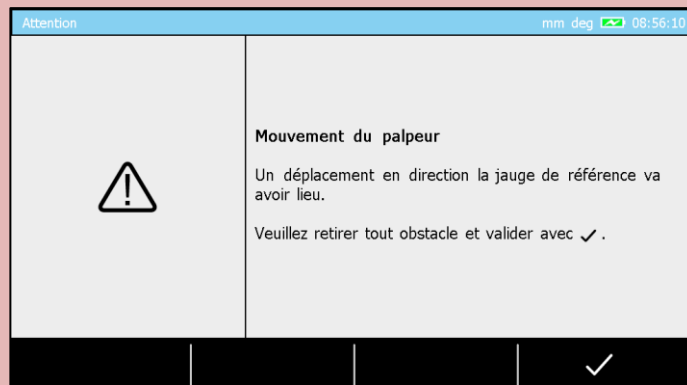 Attention
mm deg 08:56:10
Mouvement du palpeur
Un déplacement en direction la jauge de référence va
avoir lieu.
Veuillez retirer tout obstacle et valider avec ✓ .